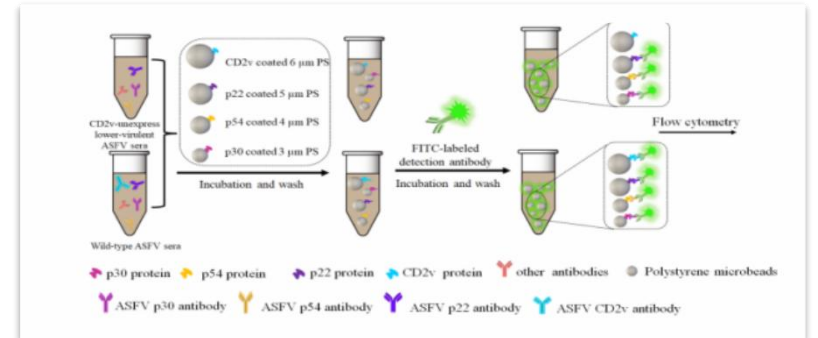 CD2v coated 6 μm PS
p22 coated 5 μm PS
p54 coated 4 μm PS
p30 coated 3 μm PS
CD2v-unexpress
lower-virulent
ASFV sera
Wild-type ASFV sera
Incubation and wash
FITC-labeled
detection antibody
Incubation and wash
Flow cytometry
p30 protein p54 protein p22 protein CD2v protein other antibodies Polystyrene microbeads
ASFV p30 antibody ASFV p54 antibody ASFV p22 antibody ASFV CD2v antibody